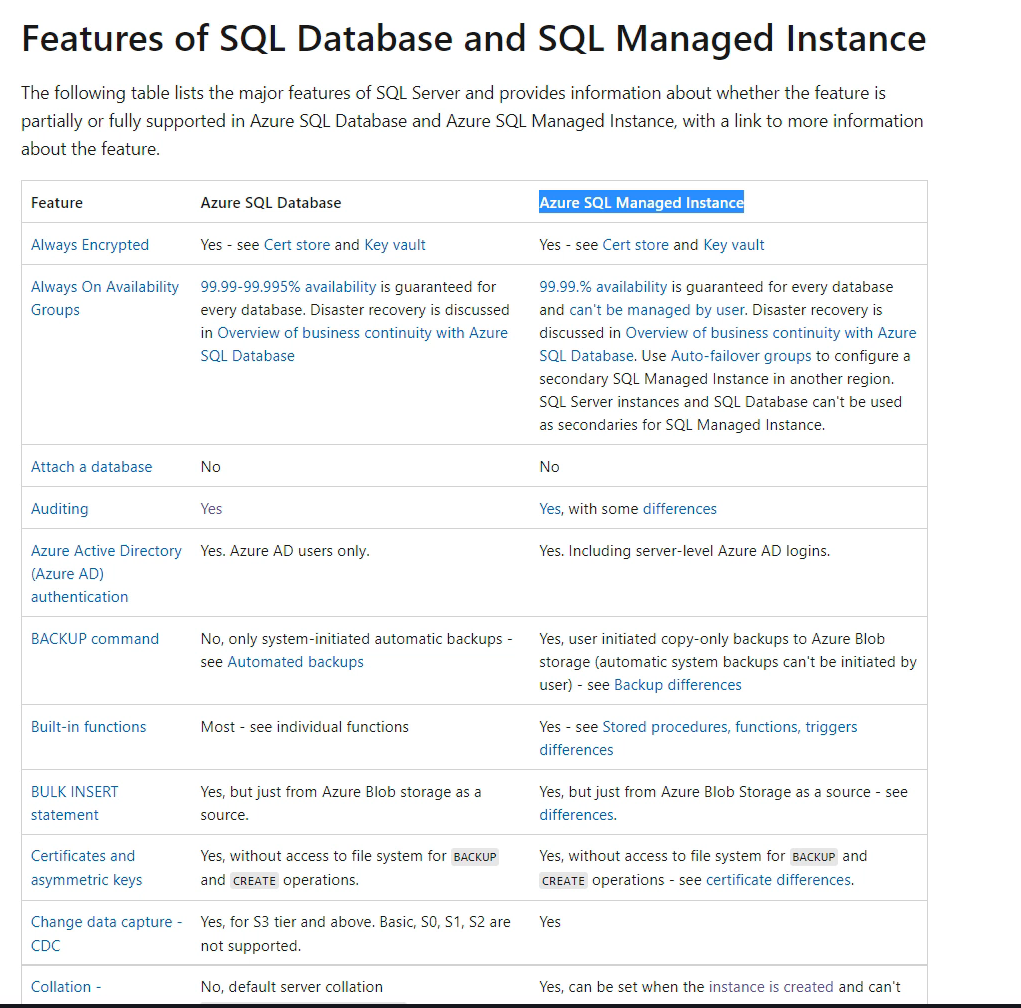 Features of SQL Database and SQL Managed Instance
The following table lists the major features of SQL Server and provides information about whether the feature is
partially or fully supported in Azure SQL Database and Azure SQL Managed Instance, with a link to more information
about the feature.
Feature
Azure SQL Database
Azure SQL Managed Instance
Always Encrypted
Yes - see Cert store and Key vault
Yes - see Cert store and Key vault
Always On Availability
Groups
99.99-99.995% availability is guaranteed for
every database. Disaster recovery is discussed
in Overview of business continuity with Azure
SQL Database
99.99.% availability is guaranteed for every database
and can't be managed by user. Disaster recovery is
discussed in Overview of business continuity with Azure
SQL Database. Use Auto-failover groups to configure a
secondary SQL Managed Instance in another region.
SQL Server instances and SQL Database can't be used
as secondaries for SQL Managed Instance.
Attach a database
No
No
Auditing
Yes
Yes, with some differences
Azure Active Directory
(Azure AD)
authentication
Yes. Azure AD users only.
Yes. Including server-level Azure AD logins.
BACKUP command
No, only system-initiated automatic backups -
see Automated backups
Yes, user initiated copy-only backups to Azure Blob
storage (automatic system backups can't be initiated by
user) - see Backup differences
Built-in functions
Most - see individual functions
Yes - see Stored procedures, functions, triggers
differences
BULK INSERT
statement
Yes, but just from Azure Blob storage as a
source.
Yes, but just from Azure Blob Storage as a source - see
differences.
Certificates and
asymmetric keys
Yes, without access to file system for BACKUP
and CREATE operations.
Yes, without access to file system for BACKUP and
CREATE operations - see certificate differences.
Change data capture -
CDC
Yes, for S3 tier and above. Basic, S0, S1, S2 are
not supported.
Yes
Collation -
No, default server collation
Yes, can be set when the instance is created and can't